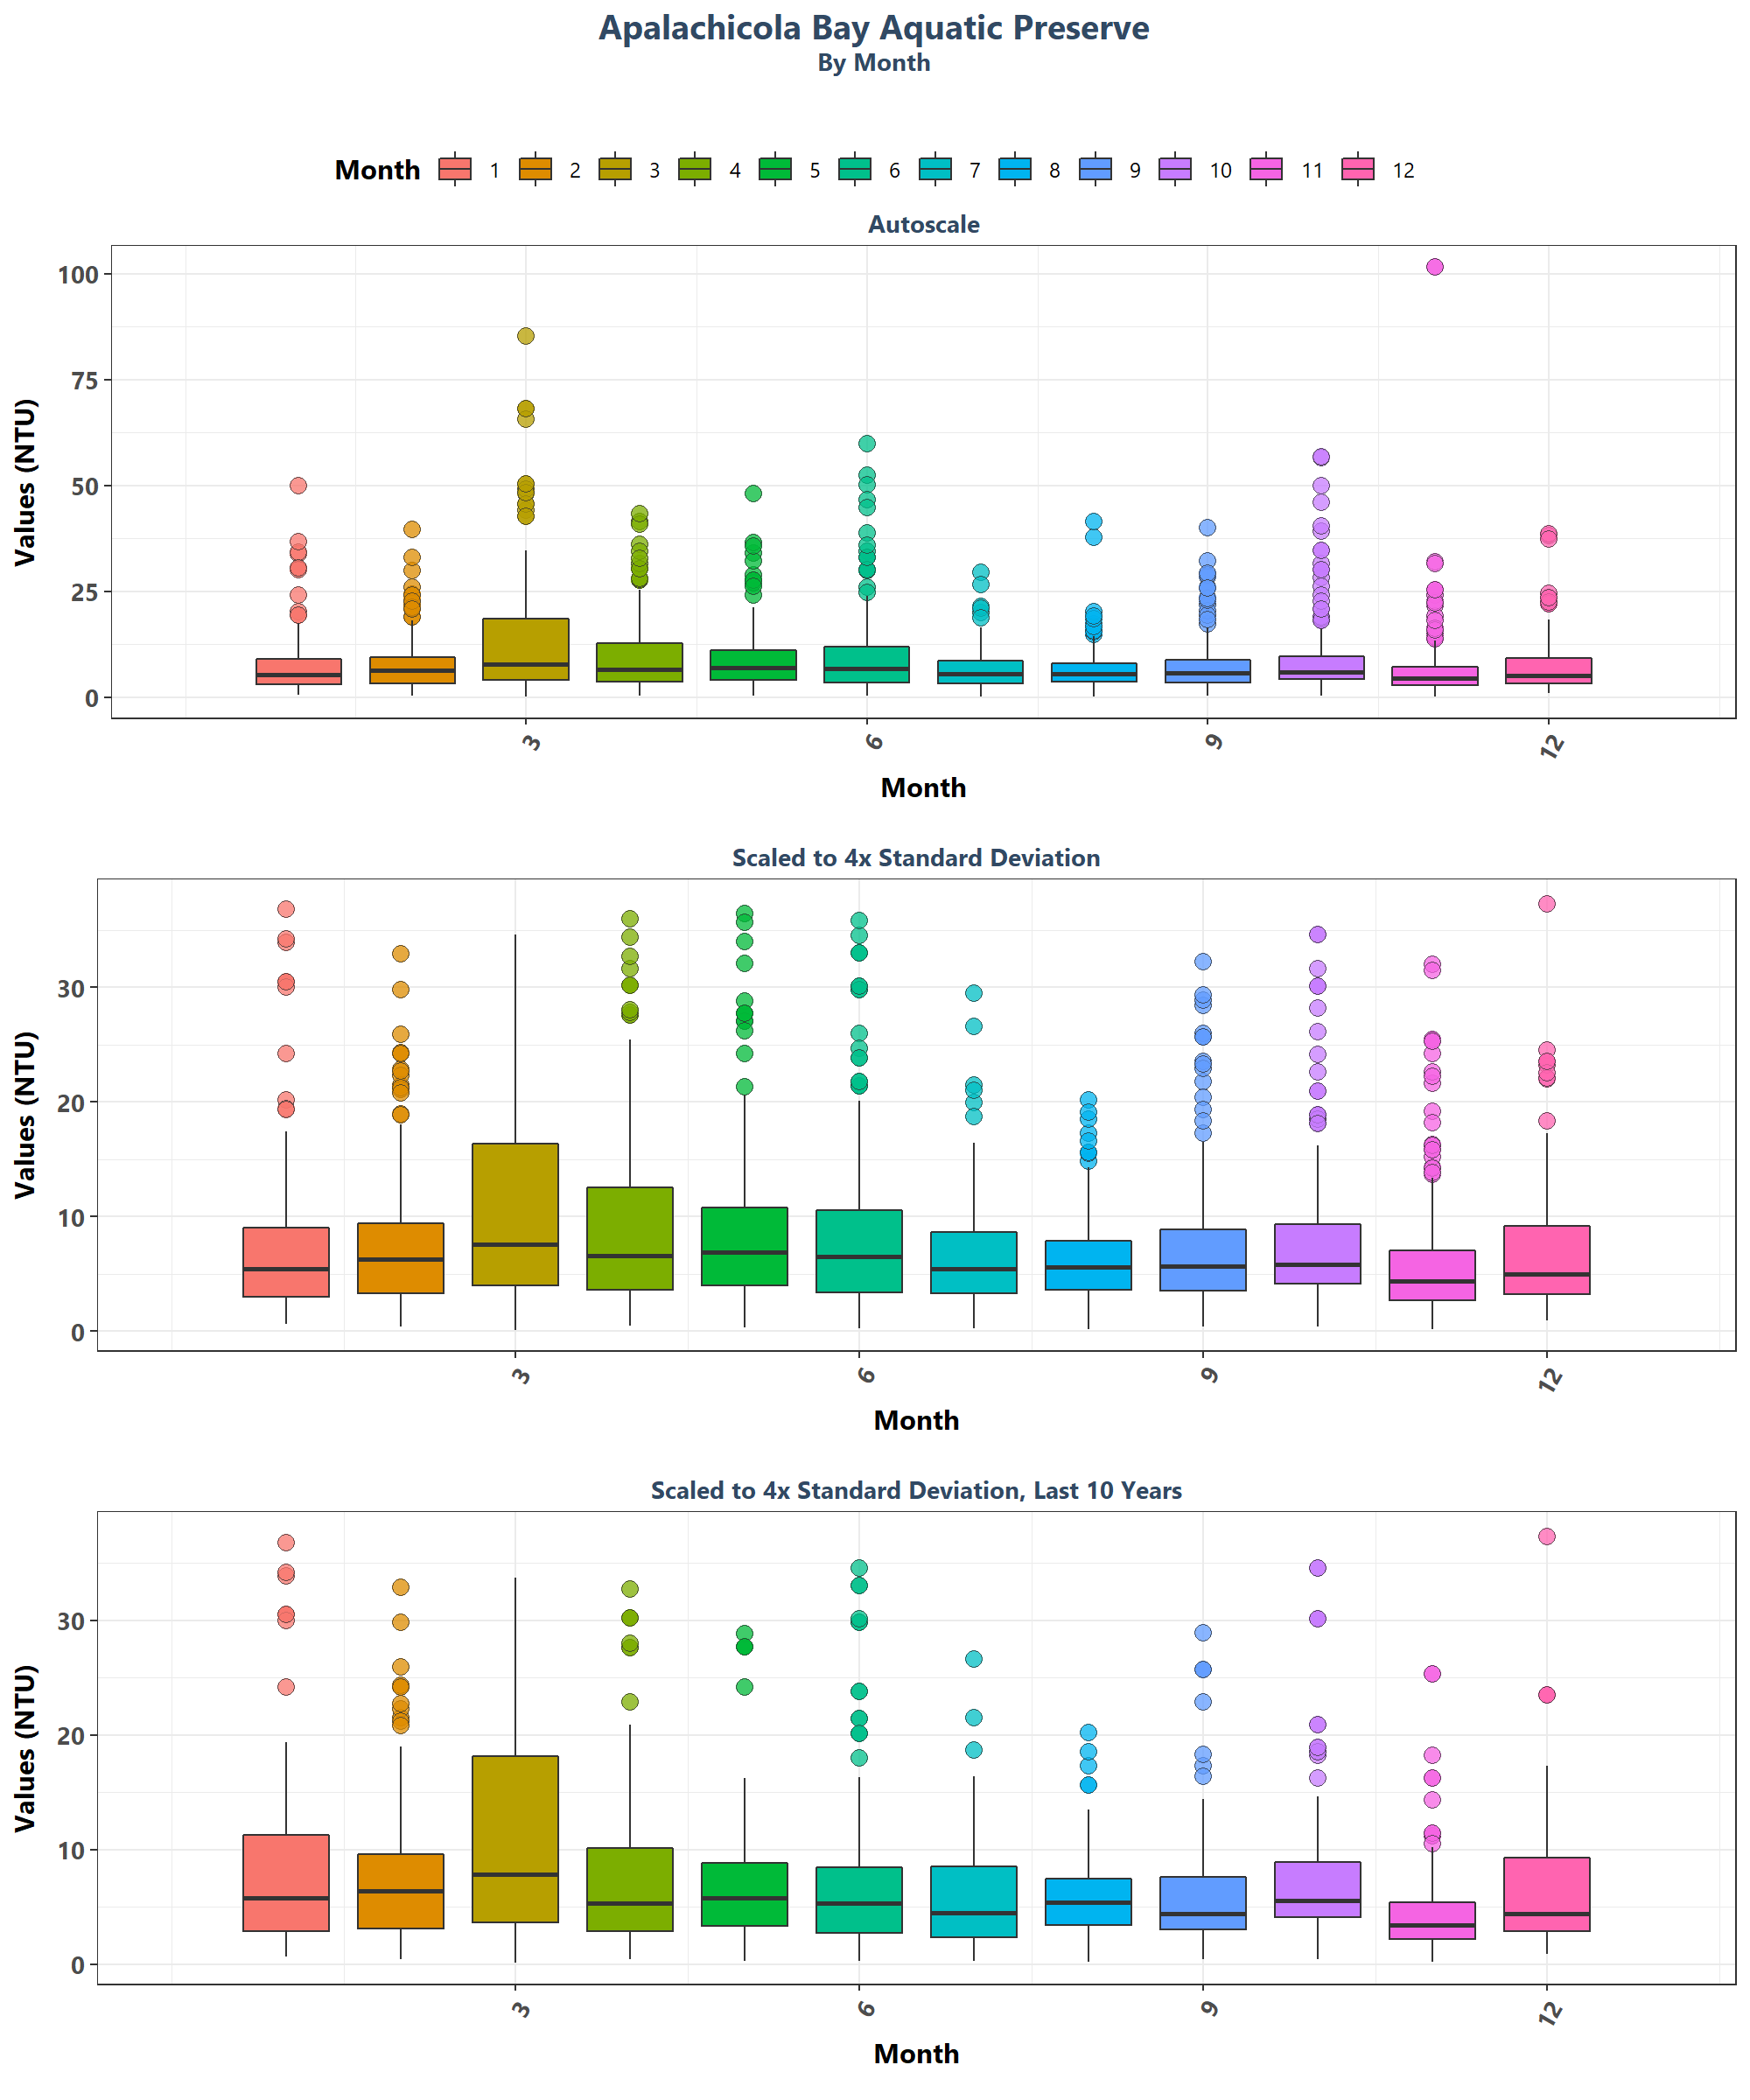 Apalachicola Bay Aquatic Preserve
By Month
Month 1 2 3 4 5 6 7 8 9 10 11 12
Autoscale
Values (NTU)
100
75
50
25
0
3 6 9 12
Month
Scaled to 4x Standard Deviation
Values (NTU)
30
20
10
0
3 6 9 12
Month
Scaled to 4x Standard Deviation, Last 10 Years
Values (NTU)
30
20
10
0
3 6 9 12
Month